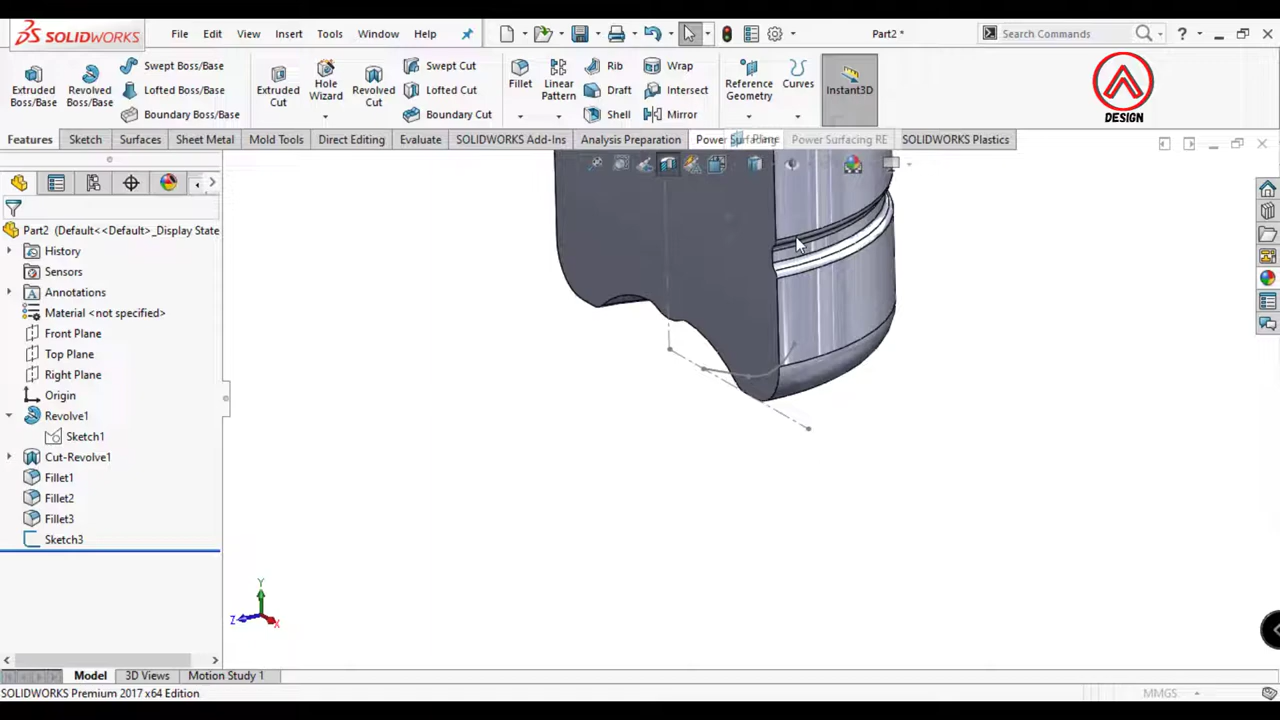 SOLIDWORKS File Edit View Insert Tools Window Help Part2 * Search Commands ?
Extruded Boss/Base Revolved Boss/Base Swept Boss/Base Lofted Boss/Base Boundary Boss/Base Extruded Cut Hole Wizard Revolved Cut Swept Cut Lofted Cut Boundary Cut Fillet Linear Pattern Rib Draft Shell Wrap Intersect Mirror Reference Geometry Curves Instant3D
DESIGN
Features Sketch Surfaces Sheet Metal Mold Tools Direct Editing Evaluate SOLIDWORKS Add-Ins Analysis Preparation Power Surfacing Plane Power Surfacing RE SOLIDWORKS Plastics
Part2 (Default<<Default>_Display State
History
Sensors
Annotations
Material <not specified>
Front Plane
Top Plane
Right Plane
Origin
Revolve1
Sketch1
Cut-Revolve1
Fillet1
Fillet2
Fillet3
Sketch3
Y
Z X
Model 3D Views Motion Study 1
SOLIDWORKS Premium 2017 x64 Edition MMGS